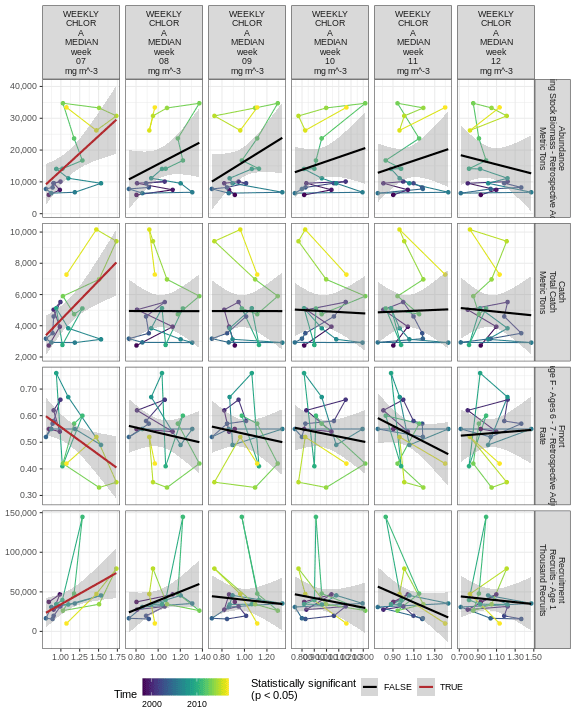 WEEKLY
CHLOR
A
MEDIAN
week
07
mg m^-3
WEEKLY
CHLOR
A
MEDIAN
week
08
mg m^-3
WEEKLY
CHLOR
A
MEDIAN
week
09
mg m^-3
WEEKLY
CHLOR
A
MEDIAN
week
10
mg m^-3
WEEKLY
CHLOR
A
MEDIAN
week
11
mg m^-3
WEEKLY
CHLOR
A
MEDIAN
week
12
mg m^-3
40,000
30,000
20,000
10,000
0
Abundance
Stock Biomass - Retrospective
Metric Tons
10,000
8,000
6,000
4,000
2,000
Catch
Total Catch
Metric Tons
0.70
0.60
0.50
0.40
0.30
Fmort
F - Ages 6 - 7 - Retrospective
Rate
150,000
100,000
50,000
0
Recruitment
Recruits - Age 1
Thousand Recruits
1.00 1.25 1.50 1.75
0.80 1.00 1.20 1.40
0.80 1.00 1.20
0.90 1.10 1.30
0.70 0.90 1.10 1.30 1.50
Time
2000 2010
Statistically significant
(p < 0.05)
FALSE
TRUE